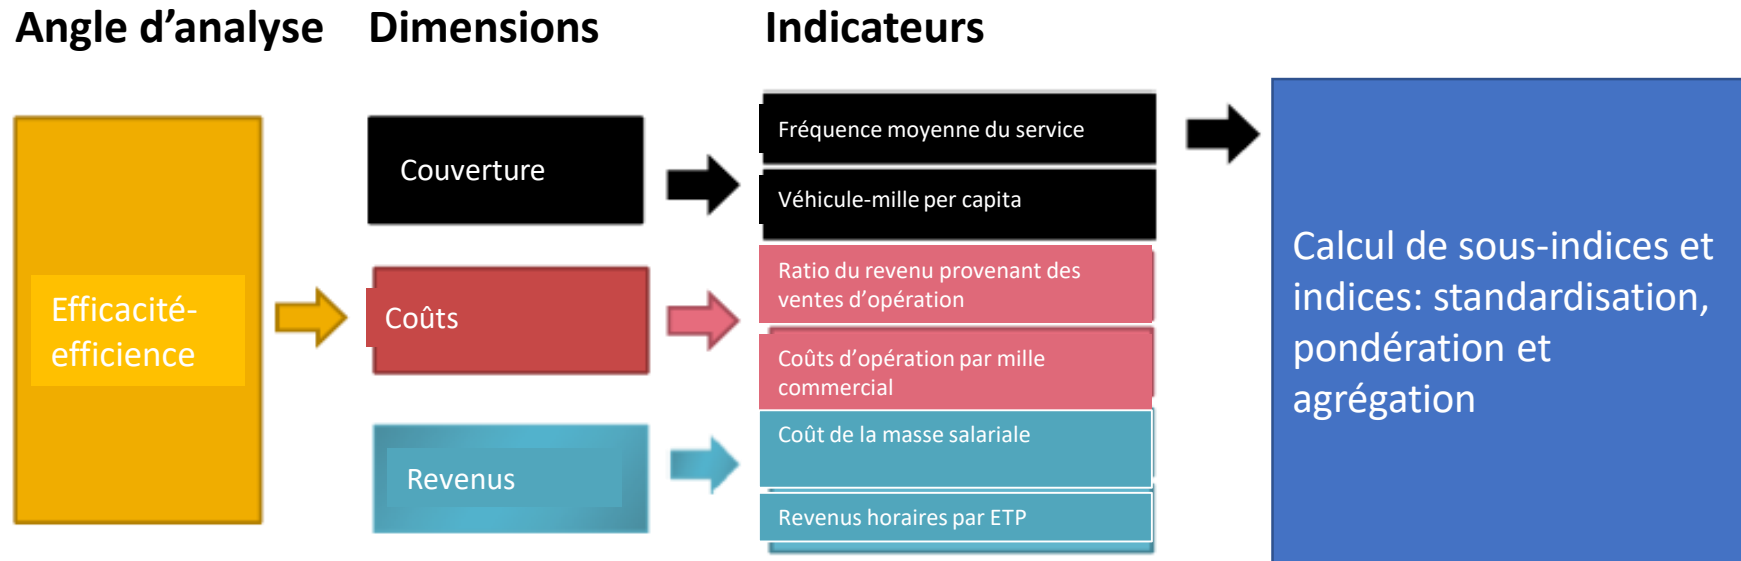 Angle d’analyse
Dimensions
Indicateurs
Efficacité-
efficience
Couverture
Coûts
Revenus
Fréquence moyenne du service
Véhicule-mille per capita
Ratio du revenu provenant des
ventes d’opération
Coûts d’opération par mille
commercial
Coût de la masse salariale
Revenus horaires par ETP
Calcul de sous-indices et
indices: standardisation,
pondération et
agrégation